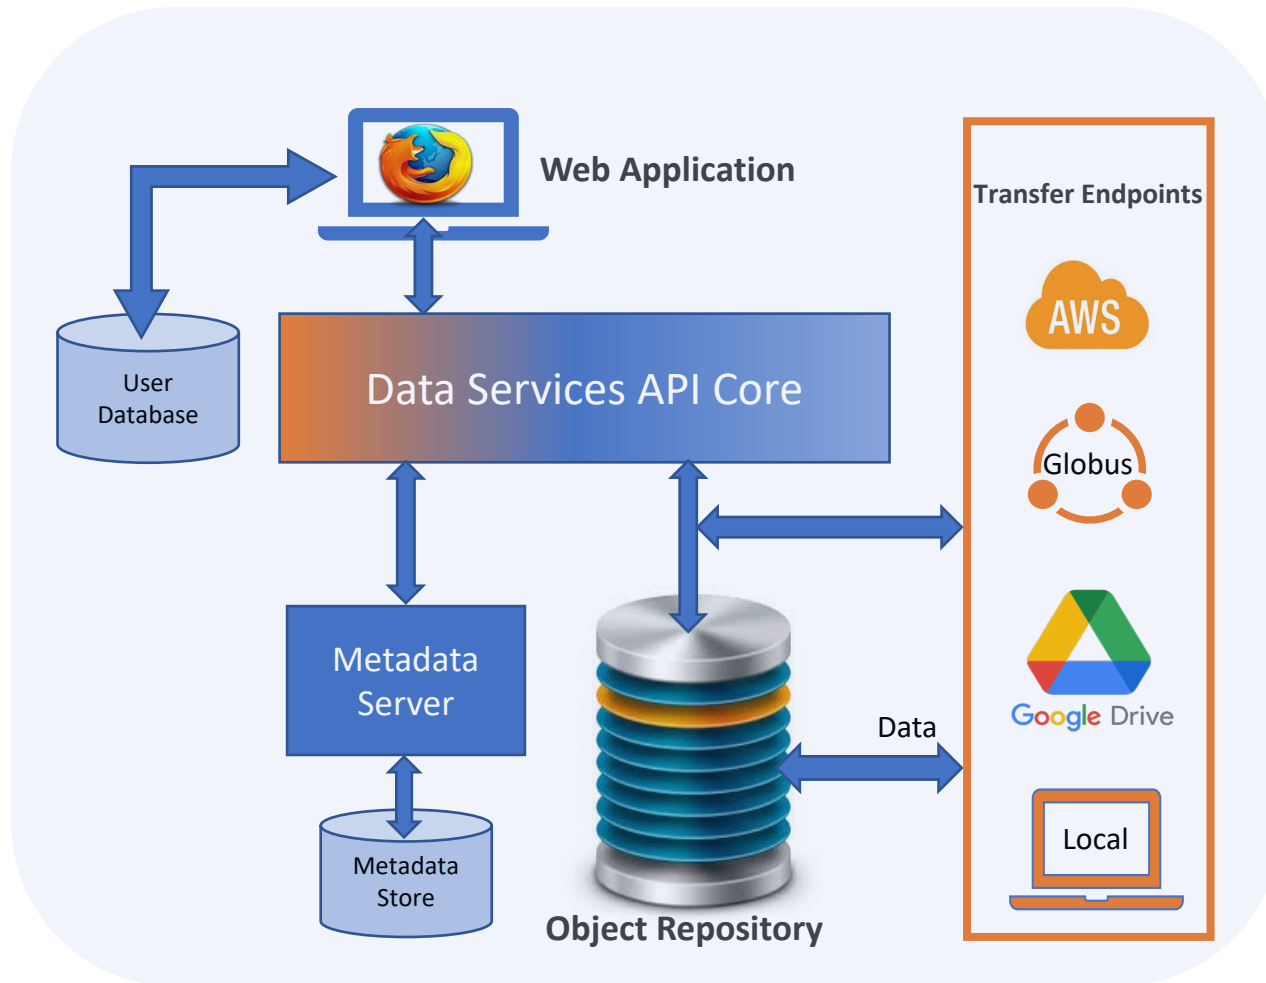 Web Application
Transfer Endpoints
AWS
User
Database
Data Services API Core
Globus
Metadata
Server
Google Drive
Data
Local
Metadata
Store
Object Repository